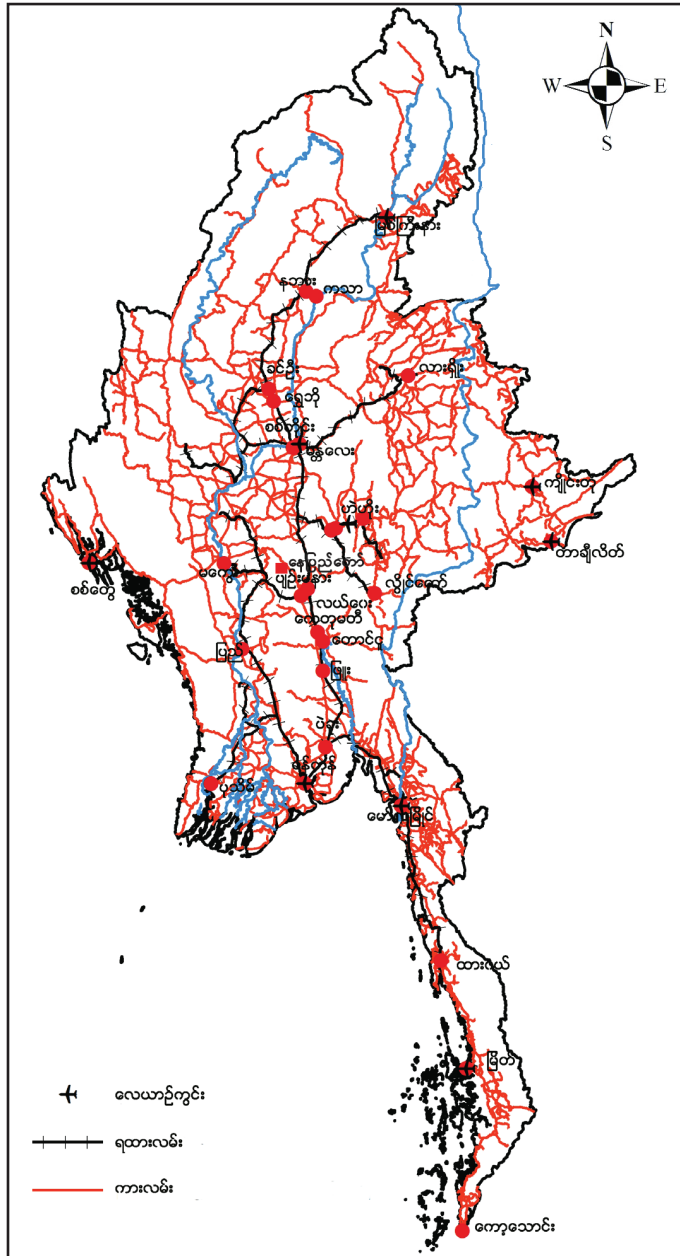 N
W E
S
မြစ်ကြီးနား
နဘား
ကသာ
ခင်ဦး
ရွှေဘို
လားရှိုး
စစ်ကိုင်း
မန္တလေး
ကျိုင်းတုံ
ဟဲဟိုး
တာချီလိတ်
စစ်တွေ
မကွေး
နေပြည်တော်
ပျဉ်းမနား
လွိုင်ကော်
လယ်ဝေး
ကေတုမတီ
တောင်ငူ
ပြည်
ဖြူး
ပဲခူး
ရန်ကုန်
ပုသိမ်
မော်လမြိုင်
ထားဝယ်
မြိတ်
လေယာဉ်ကွင်း
ရထားလမ်း
ကားလမ်း
ကော့သောင်း